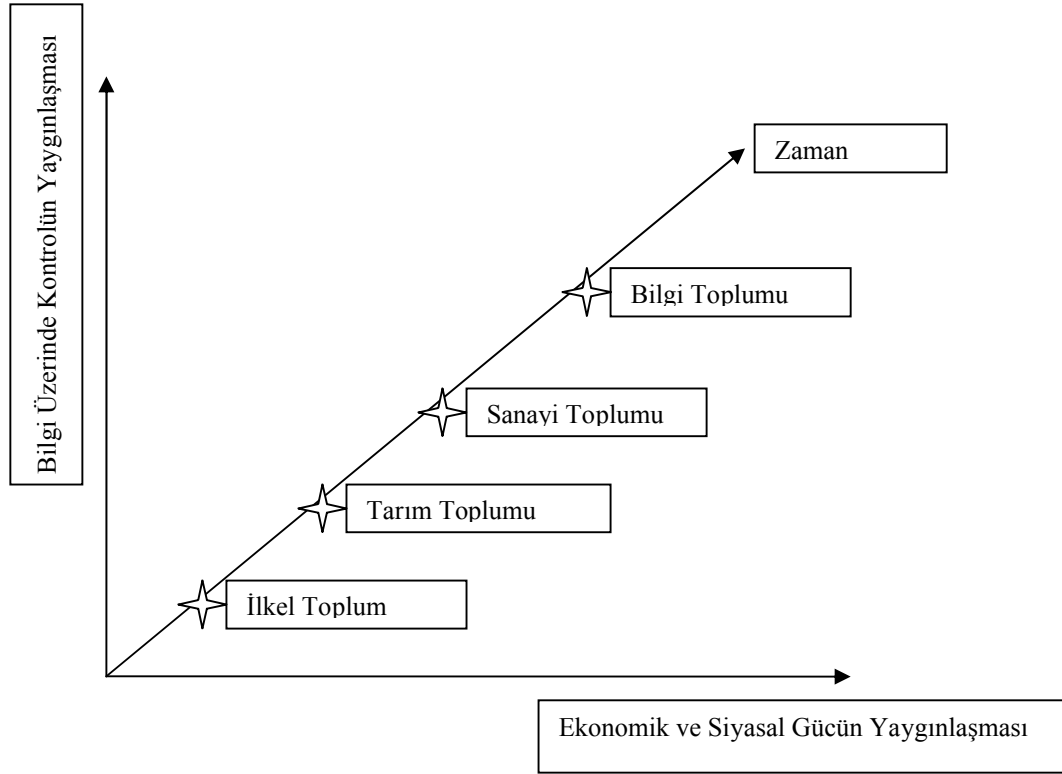 Bilgi Üzerinde Kontrolün Yaygınlaşması
Zaman
Bilgi Toplumu
Sanayi Toplumu
Tarım Toplumu
İlkel Toplum
Ekonomik ve Siyasal Gücün Yaygınlaşması